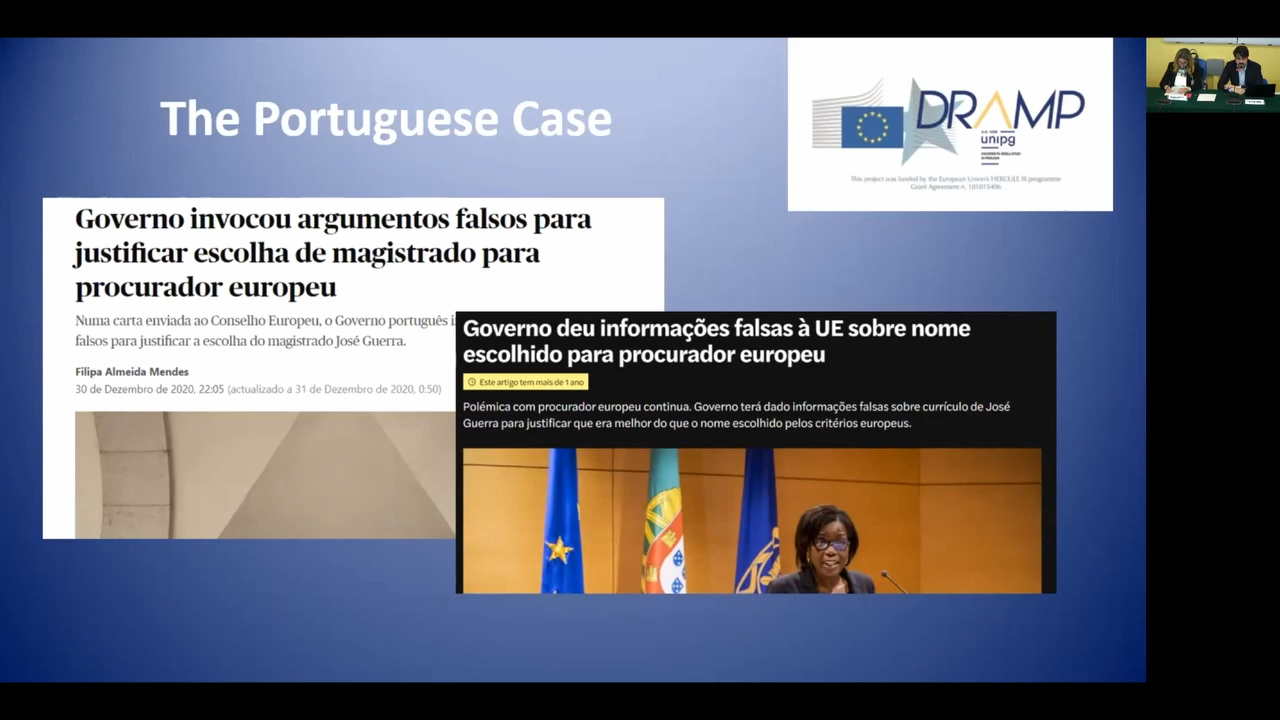 The Portuguese Case
DRAMP
unipg
This project was funded by the European Union's HERCULE III programme
Grant Agreement n. 101015406
Governo invocou argumentos falsos para
justificar escolha de magistrado para
procurador europeu
Numa carta enviada ao Conselho Europeu, o Governo português
falsos para justificar a escolha do magistrado José Guerra.
Filipa Almeida Mendes
30 de Dezembro de 2020, 22:05 (actualizado a 31 de Dezembro de 2020, 0:50)
Governo deu informações falsas à UE sobre nome
escolhido para procurador europeu
Este artigo tem mais de 1 ano
Polémica com procurador europeu continua. Governo terá dado informações falsas sobre currículo de José
Guerra para justificar que era melhor do que o nome escolhido pelos critérios europeus.